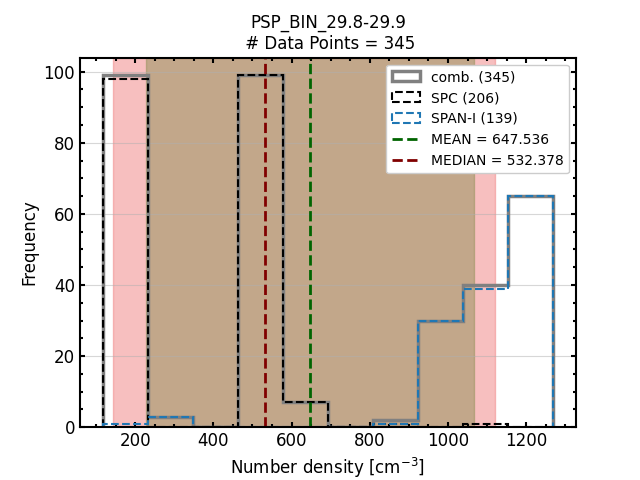 PSP_BIN_29.8-29.9
# Data Points = 345
100
80
60
40
20
0
Frequency
comb. (345)
SPC (206)
SPAN-I (139)
MEAN = 647.536
MEDIAN = 532.378
200 400 600 800 1000 1200
Number density [cm⁻³]